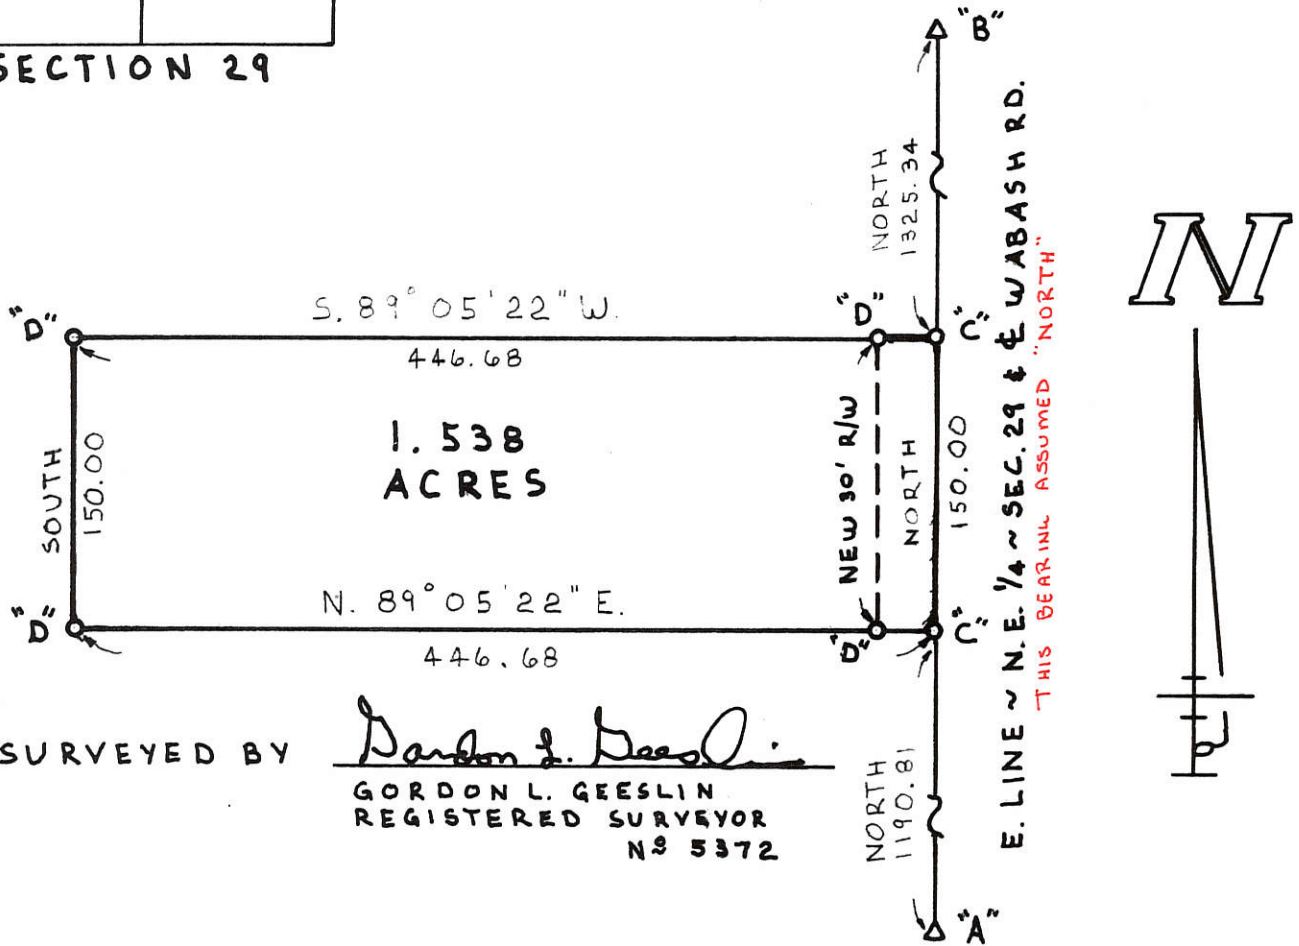 SECTION 29
"B"
NORTH
1325.34
E. LINE ~ N.E. 1/4 ~ SEC. 29 & ℄ WABASH RD.
THIS BEARING ASSUMED "NORTH"
N
"D"
S. 89° 05' 22" W.
446.68
"D"
"C"
SOUTH
150.00
1.538
ACRES
NEW 30' R/W
NORTH
150.00
"D"
N. 89° 05' 22" E.
446.68
"D"
"C"
SURVEYED BY
Gordon L. Geeslin
GORDON L. GEESLIN
REGISTERED SURVEYOR
Nº 5372
NORTH
1190.81
"A"